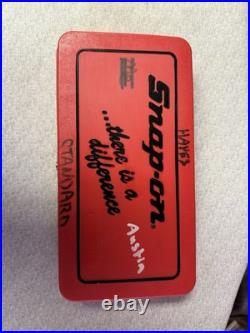 Snap-on
...there is a
difference
HAYES
Austin
STANDARD